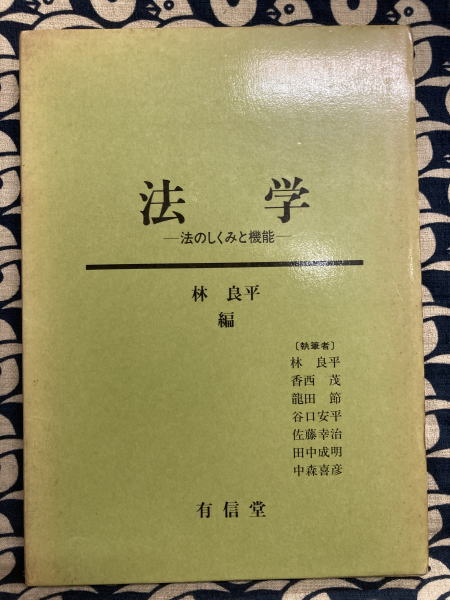 法 学
―法のしくみと機能―
林 良平
編
〔執筆者〕
林 良平
香西 茂
龍田 節
谷口安平
佐藤幸治
田中成明
中森喜彦
有信堂